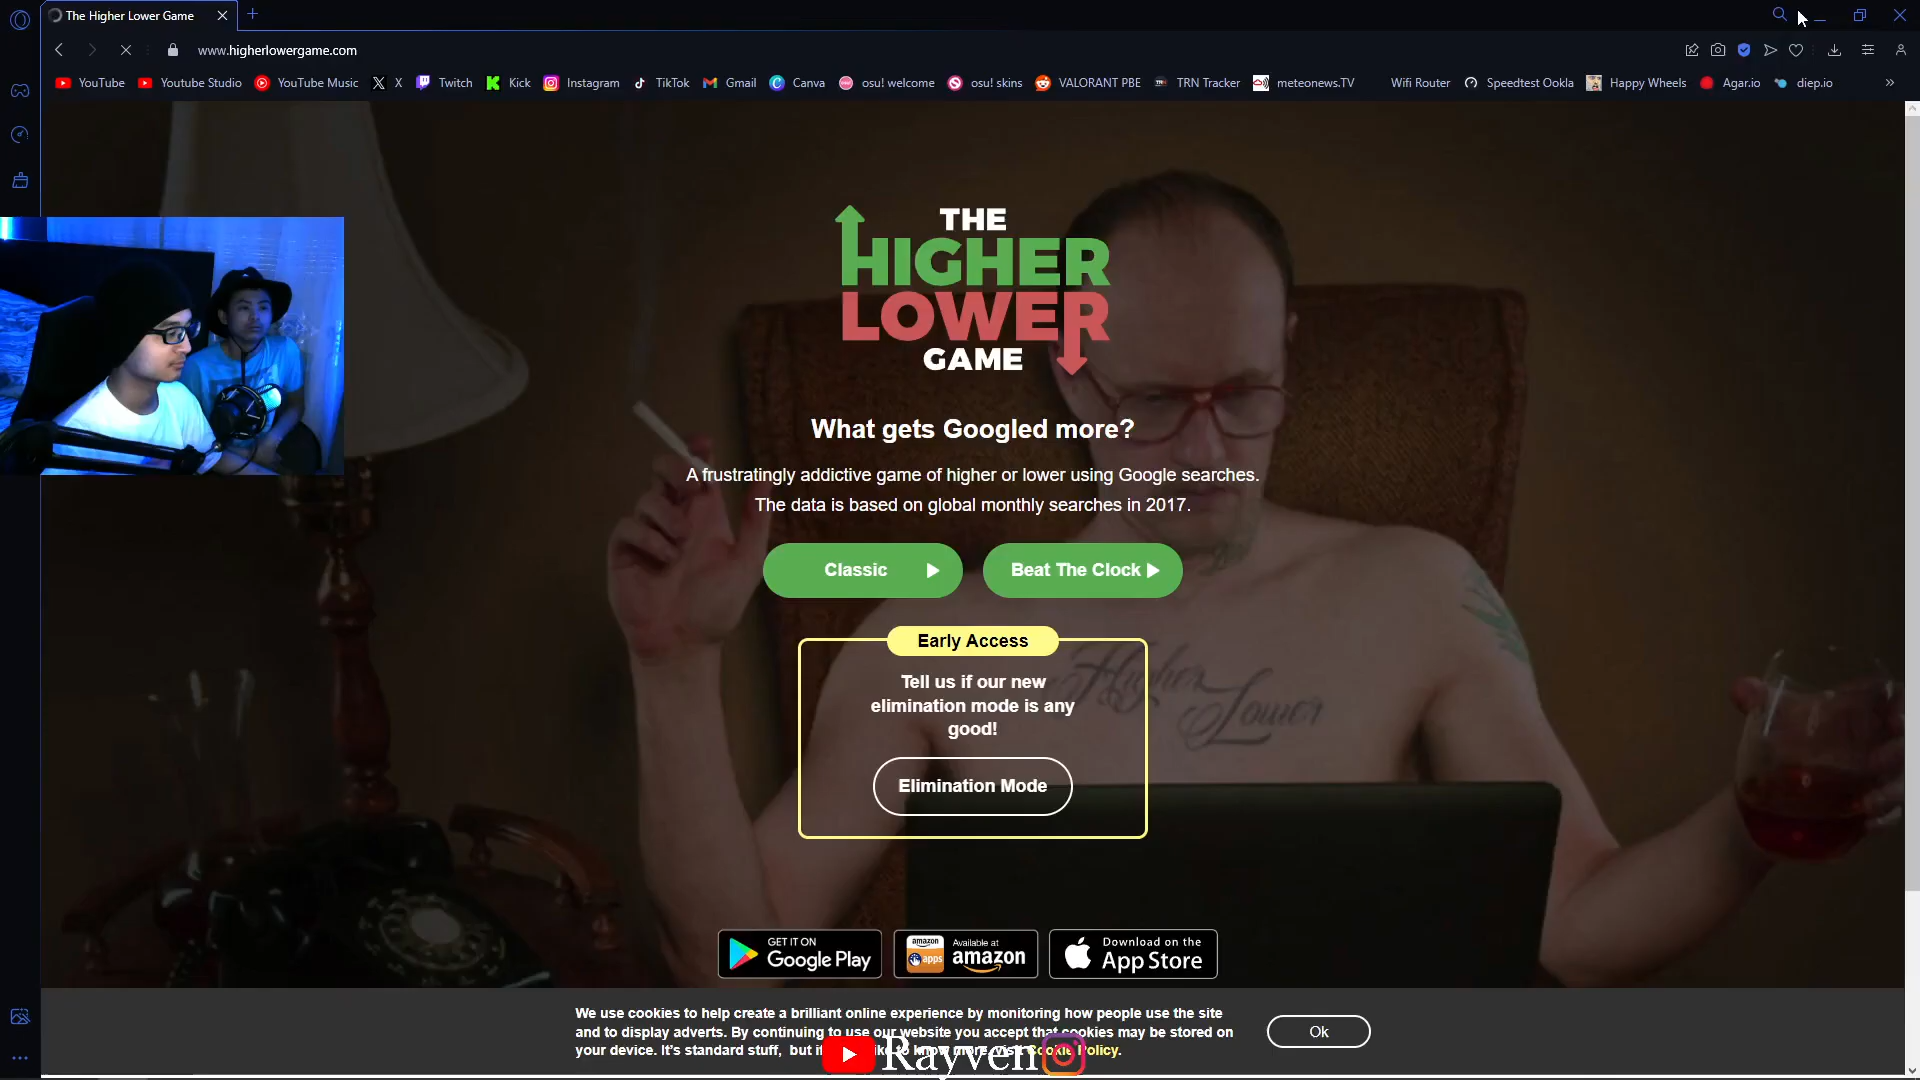 The Higher Lower Game
www.higherlowergame.com
YouTube Youtube Studio YouTube Music X Twitch Kick Instagram TikTok Gmail Canva osu! welcome osu! skins VALORANT PBE TRN Tracker meteonews.TV Wifi Router Speedtest Ookla Happy Wheels Agar.io diep.io
THE
HIGHER
LOWER
GAME
What gets Googled more?
A frustratingly addictive game of higher or lower using Google searches.
The data is based on global monthly searches in 2017.
Classic
Beat The Clock
Early Access
Tell us if our new
elimination mode is any
good!
Higher
Lower
Elimination Mode
GET IT ON
Google Play
amazon
apps
Available at
amazon
Download on the
App Store
We use cookies to help create a brilliant online experience by monitoring how people use the site
and to display adverts. By continuing to use our website you accept that cookies may be stored on
your device. It's standard stuff, but if like to know more, visit Cookie Policy.
Ok
Rayven